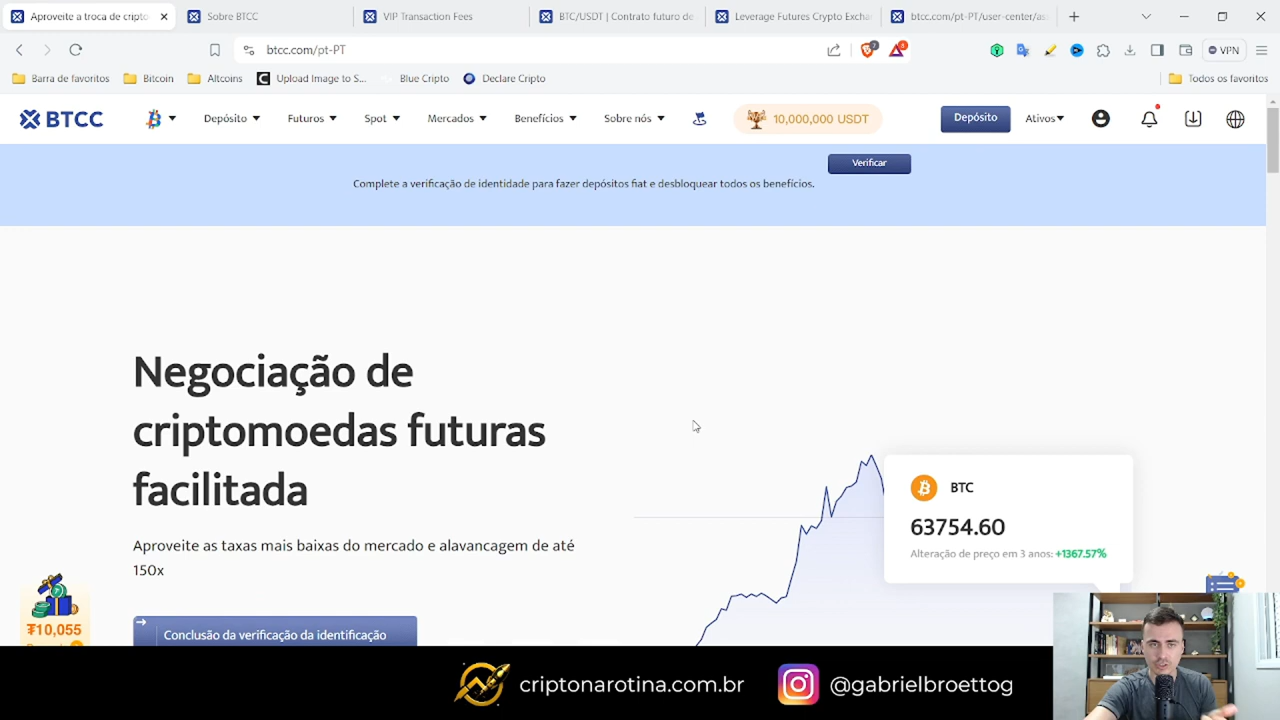 Aproveite a troca de cripto
Sobre BTCC
VIP Transaction Fees
BTC/USDT | Contrato futuro de
Leverage Futures Crypto Excha
btcc.com/pt-PT/user-center/as
btcc.com/pt-PT
VPN
Barra de favoritos
Bitcoin
Altcoins
Upload Image to S...
Blue Cripto
Declare Cripto
Todos os favoritos
BTCC
Depósito
Futuros
Spot
Mercados
Benefícios
Sobre nós
10,000,000 USDT
Depósito
Ativos
Verificar
Complete a verificação de identidade para fazer depósitos fiat e desbloquear todos os benefícios.
Negociação de
criptomoedas futuras
facilitada
Aproveite as taxas mais baixas do mercado e alavancagem de até
150x
BTC
63754.60
Alteração de preço em 3 anos: +1367.57%
₮10,055
Conclusão da verificação da identificação
criptonarotina.com.br
@gabrielbroettog